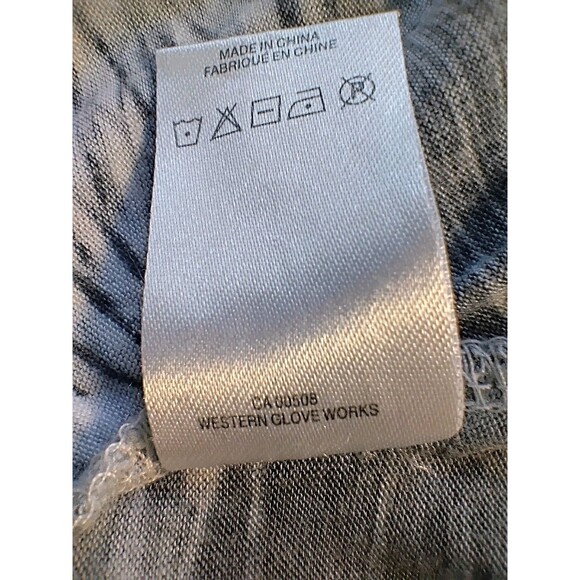 MADE IN CHINA
FABRIQUE EN CHINE
P
CA 00508
WESTERN GLOVE WORKS